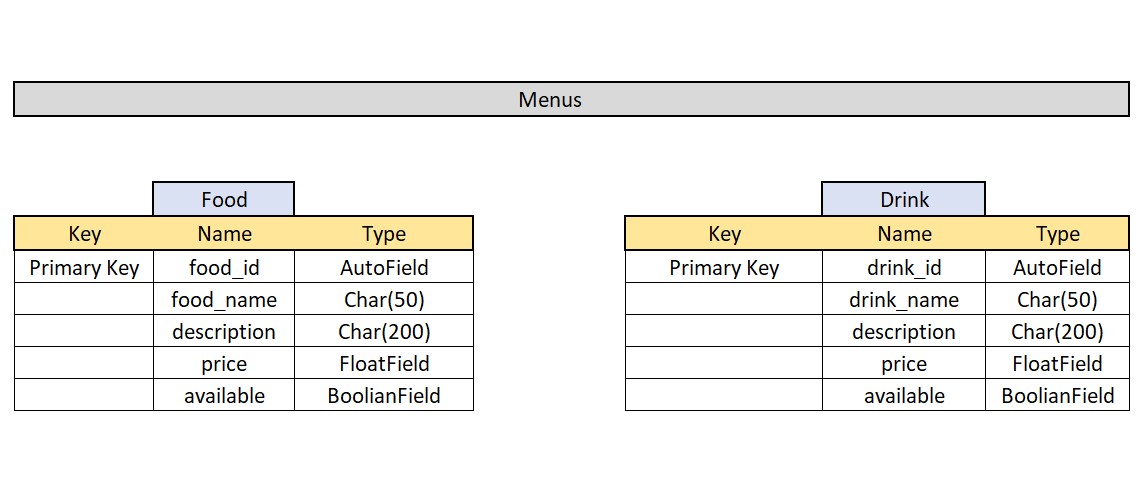 Menus
Food
Key Name Type
Primary Key food_id AutoField
food_name Char(50)
description Char(200)
price FloatField
available BoolianField
Drink
Key Name Type
Primary Key drink_id AutoField
drink_name Char(50)
description Char(200)
price FloatField
available BoolianField